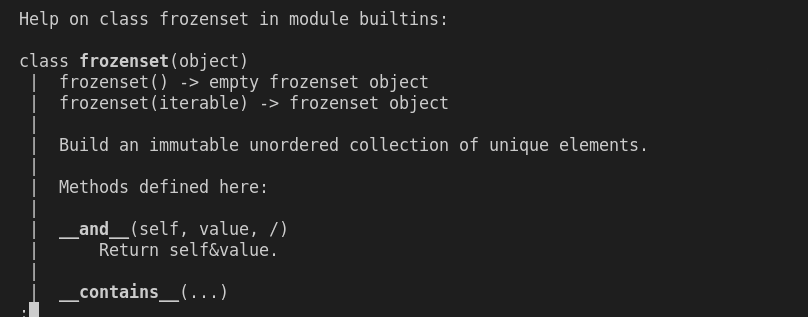 Help on class frozenset in module builtins:

class frozenset(object)
 |  frozenset() -> empty frozenset object
 |  frozenset(iterable) -> frozenset object
 |
 |  Build an immutable unordered collection of unique elements.
 |
 |  Methods defined here:
 |
 |  __and__(self, value, /)
 |      Return self&value.
 |
 |  __contains__(...)
: